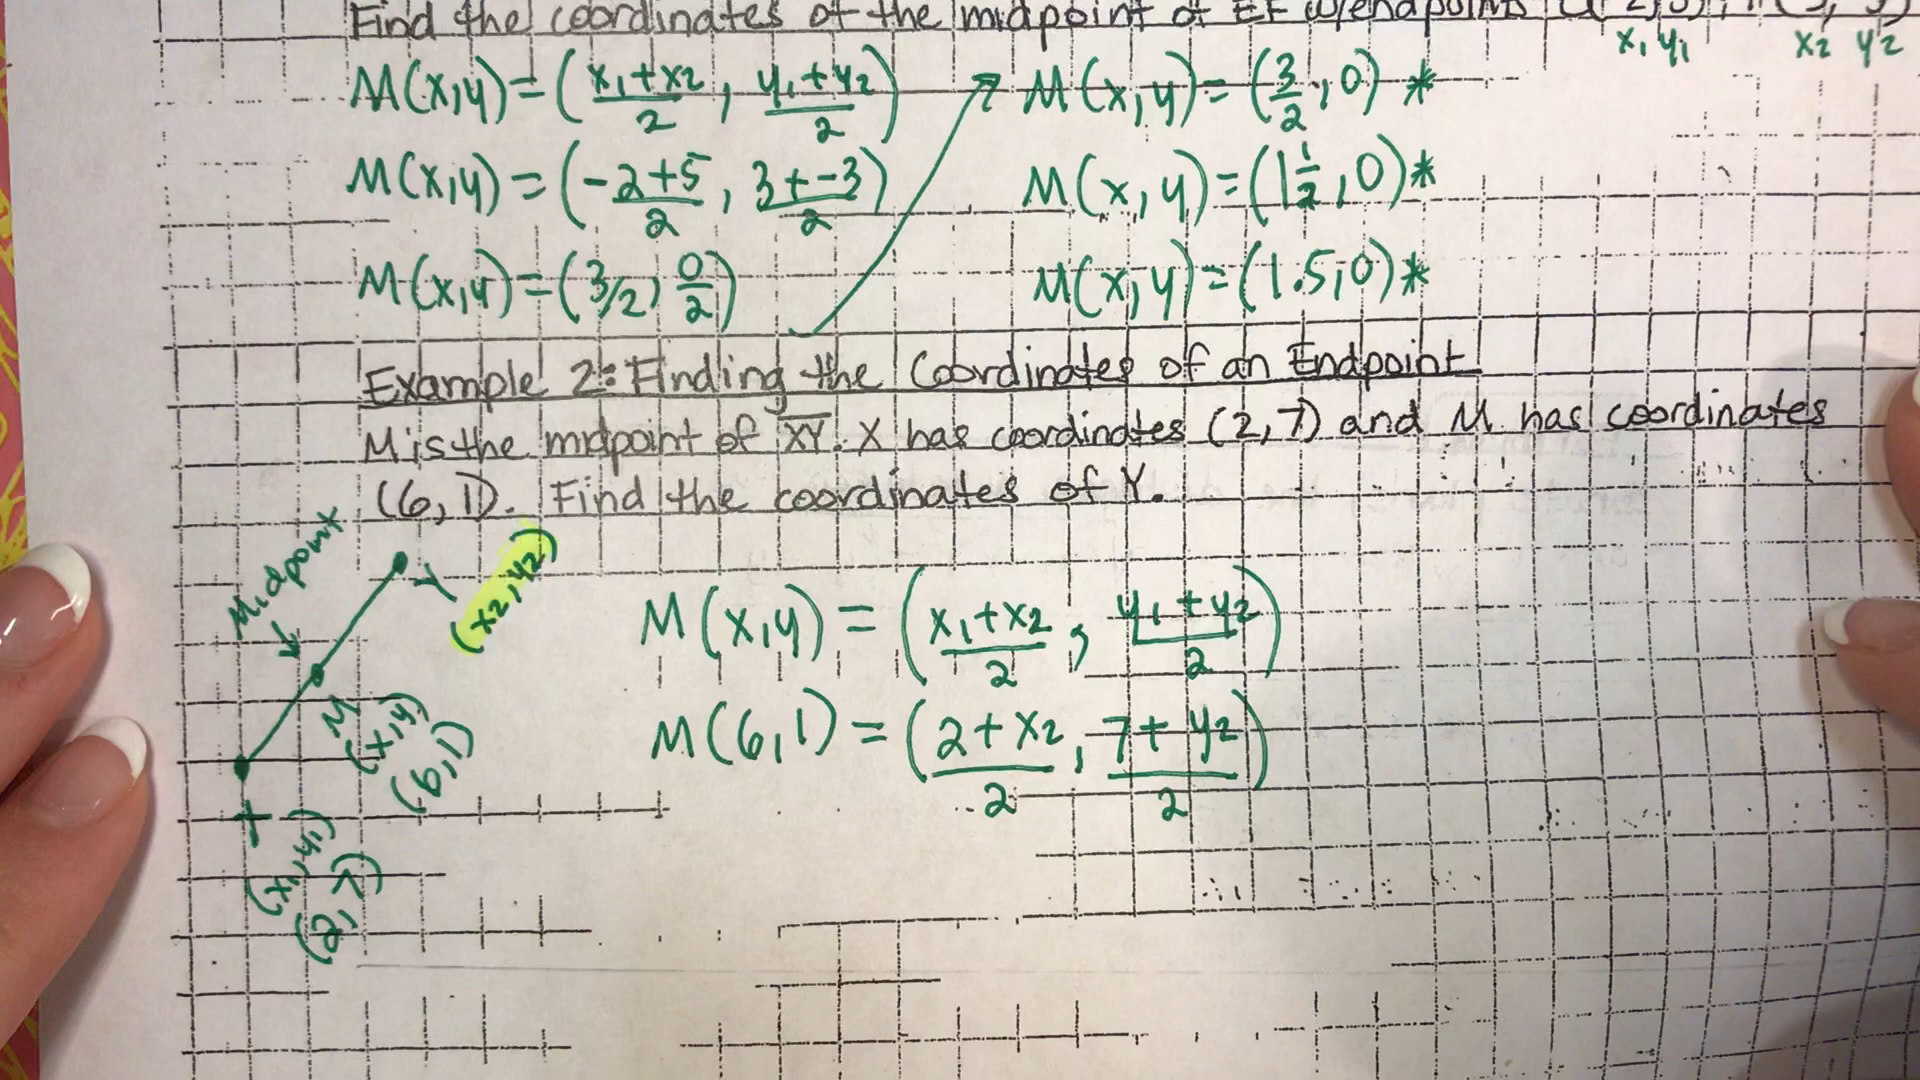 Find the coordinates of the midpoint of EF w/endpoints
x₁ y₁ x₂ y₂
M(x,y)=(x₁+x₂/2, y₁+y₂/2)
M(x,y)=(-2+5/2, 3+-3/2)
M(x,y)=(3/2, 0/2)
M(x,y)=(3/2,0)*
M(x,y)=(1 1/2,0)*
M(x,y)=(1.5,0)*
Example 2: Finding the Coordinates of an Endpoint
M is the midpoint of XY. X has coordinates (2,7) and M has coordinates
(6,1). Find the coordinates of Y.
Midpoint
Y
(x₂,y₂)
M
(x,y)
(6,1)
X
(x₁,y₁)
(2,7)
M(x,y)=(x₁+x₂/2, y₁+y₂/2)
M(6,1)=(2+x₂/2, 7+y₂/2)